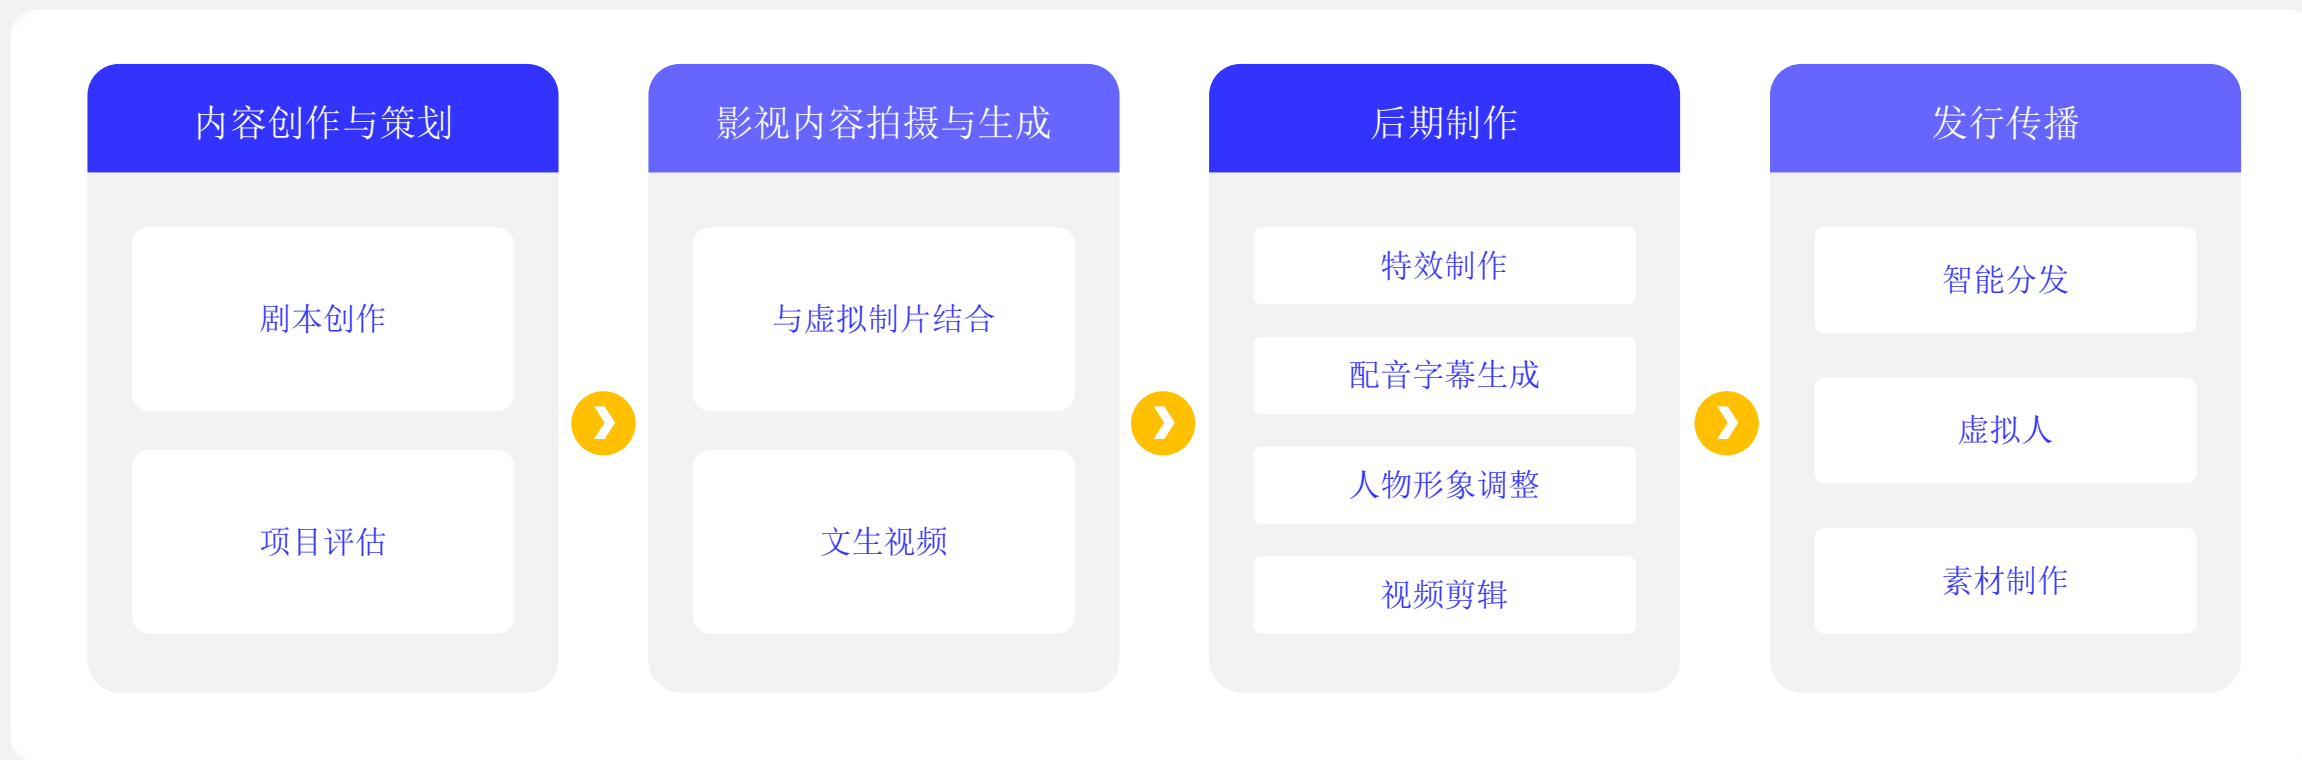 内容创作与策划
剧本创作
项目评估
影视内容拍摄与生成
与虚拟制片结合
文生视频
后期制作
特效制作
配音字幕生成
人物形象调整
视频剪辑
发行传播
智能分发
虚拟人
素材制作